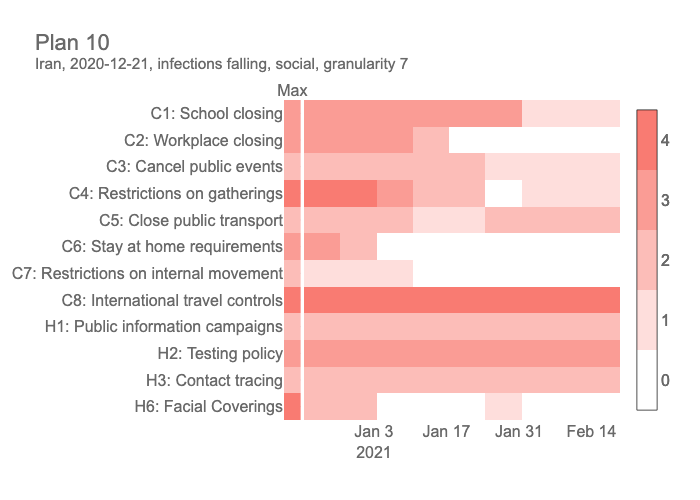 Plan 10
Iran, 2020-12-21, infections falling, social, granularity 7
Max
C1: School closing
C2: Workplace closing
C3: Cancel public events
C4: Restrictions on gatherings
C5: Close public transport
C6: Stay at home requirements
C7: Restrictions on internal movement
C8: International travel controls
H1: Public information campaigns
H2: Testing policy
H3: Contact tracing
H6: Facial Coverings
Jan 3 Jan 17 Jan 31 Feb 14
2021
4
3
2
1
0